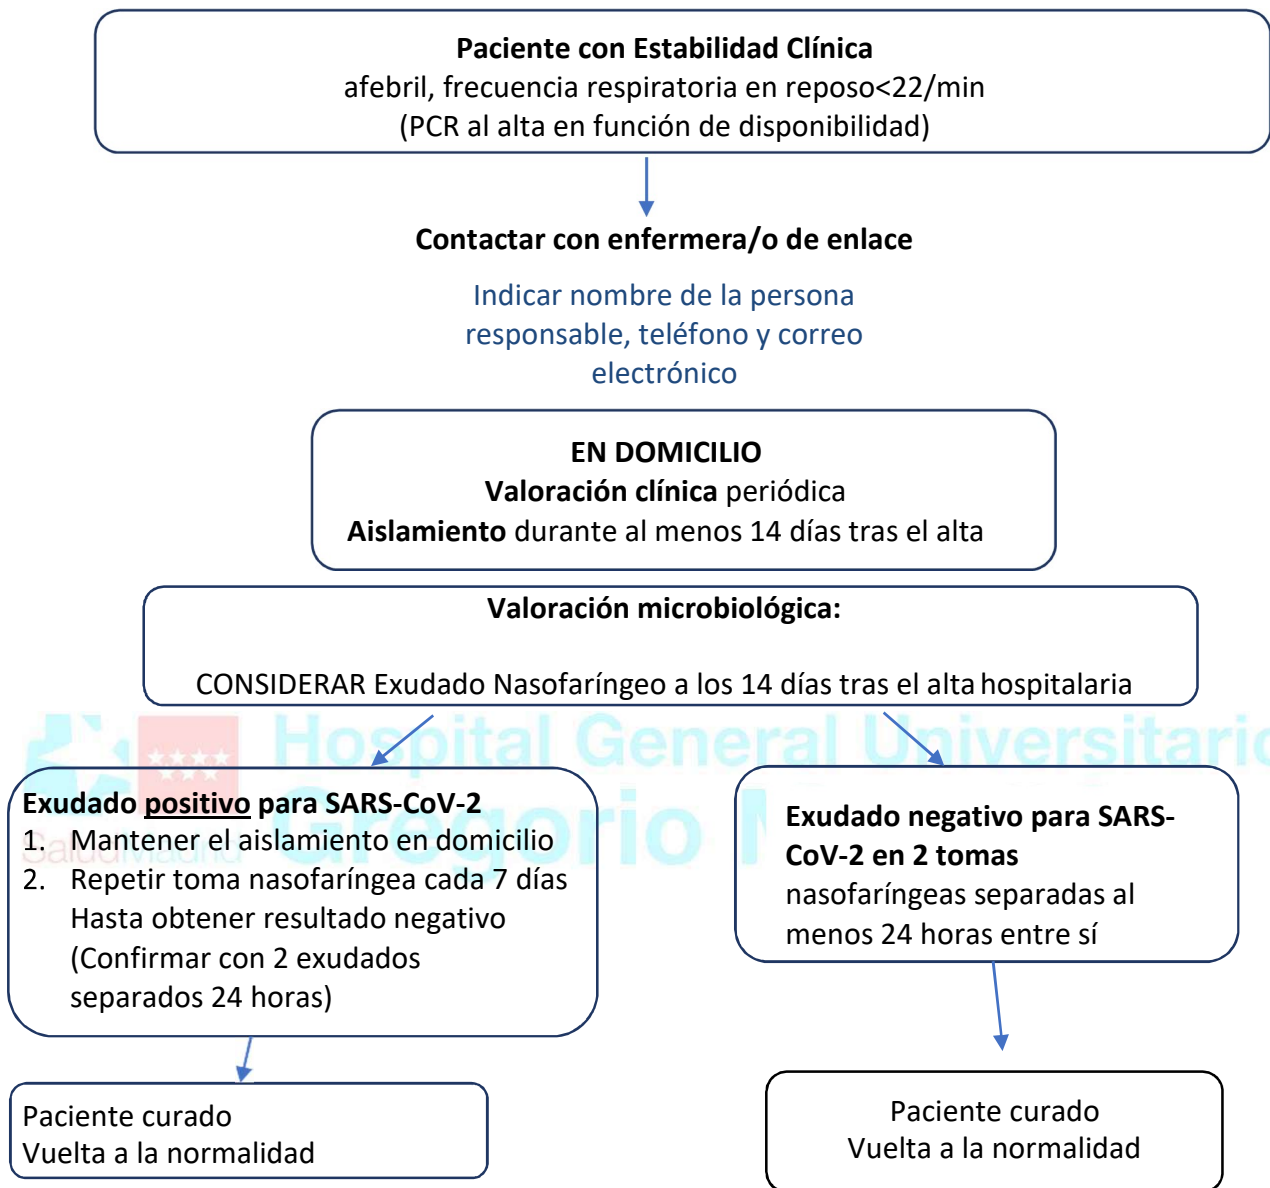 Paciente con Estabilidad Clínica
afebril, frecuencia respiratoria en reposo<22/min
(PCR al alta en función de disponibilidad)
Contactar con enfermera/o de enlace
Indicar nombre de la persona
responsable, teléfono y correo
electrónico
EN DOMICILIO
Valoración clínica periódica
Aislamiento durante al menos 14 días tras el alta
Valoración microbiológica:
CONSIDERAR Exudado Nasofaríngeo a los 14 días tras el alta hospitalaria
Hospital General Universitario
Gregorio
SaludMadrid
Exudado positivo para SARS-CoV-2
1. Mantener el aislamiento en domicilio
2. Repetir toma nasofaríngea cada 7 días
Hasta obtener resultado negativo
(Confirmar con 2 exudados
separados 24 horas)
Exudado negativo para SARS-
CoV-2 en 2 tomas
nasofaríngeas separadas al
menos 24 horas entre sí
Paciente curado
Vuelta a la normalidad
Paciente curado
Vuelta a la normalidad